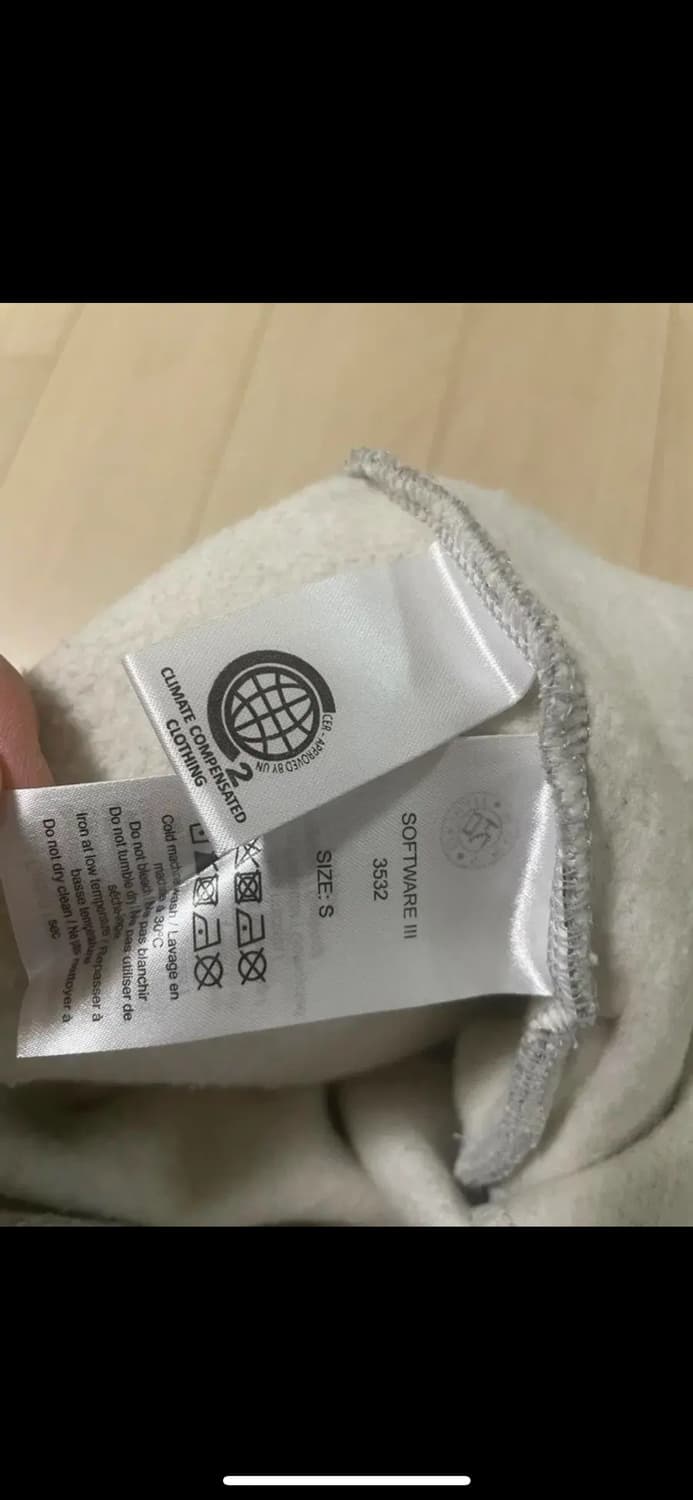 CLIMATE COMPENSATED
CLOTHING
2
CER - APPROVED BY UN
SOFTWARE III
3532
SIZE: S
Cold machine wash / Lavage en
machine à 30°C
Do not bleach / Ne pas blanchir
Do not tumble dry / Ne pas utiliser de
sèche-linge
Iron at low temperature / Repasser à
basse température
Do not dry clean / Ne pas nettoyer à
sec